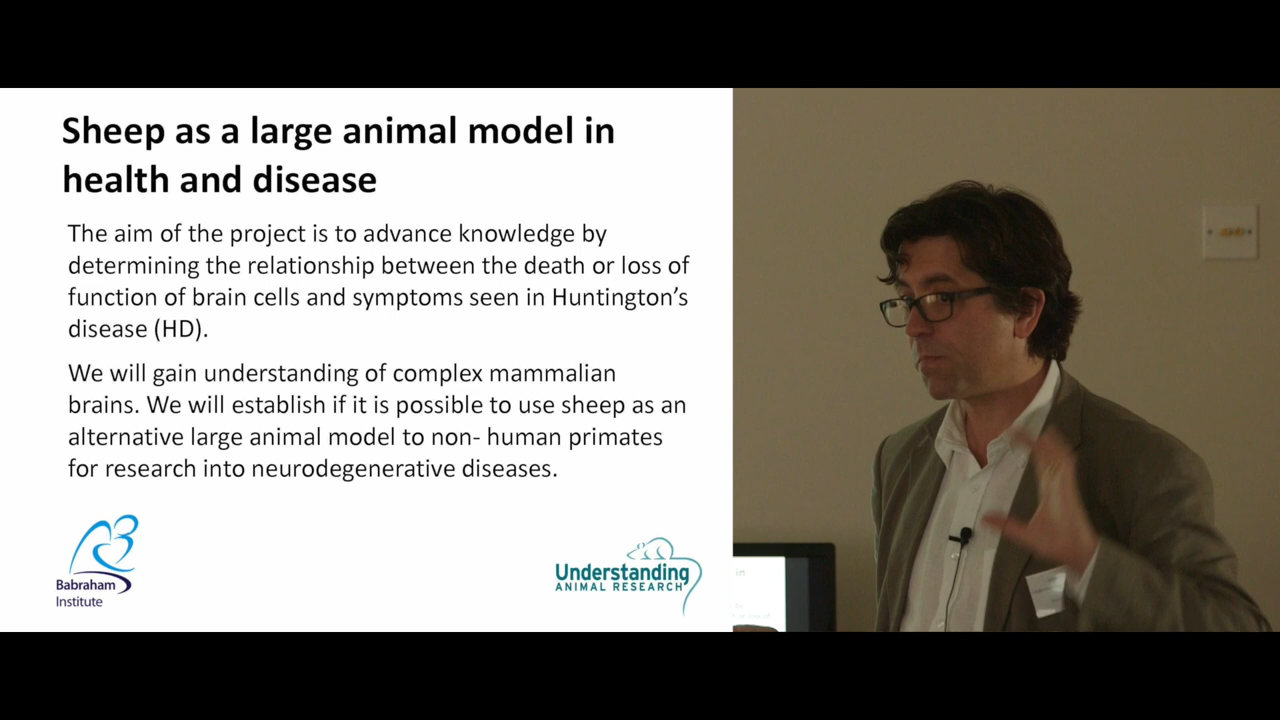 Sheep as a large animal model in
health and disease
The aim of the project is to advance knowledge by
determining the relationship between the death or loss of
function of brain cells and symptoms seen in Huntington’s
disease (HD).
We will gain understanding of complex mammalian
brains. We will establish if it is possible to use sheep as an
alternative large animal model to non- human primates
for research into neurodegenerative diseases.
Babraham
Institute
Understanding
ANIMAL RESEARCH
in